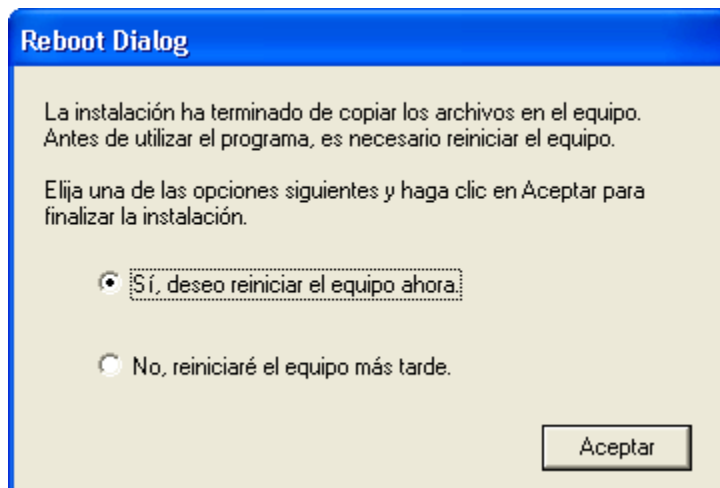 Reboot Dialog
La instalación ha terminado de copiar los archivos en el equipo.
Antes de utilizar el programa, es necesario reiniciar el equipo.
Elija una de las opciones siguientes y haga clic en Aceptar para
finalizar la instalación.
Sí, deseo reiniciar el equipo ahora.
No, reiniciaré el equipo más tarde.
Aceptar